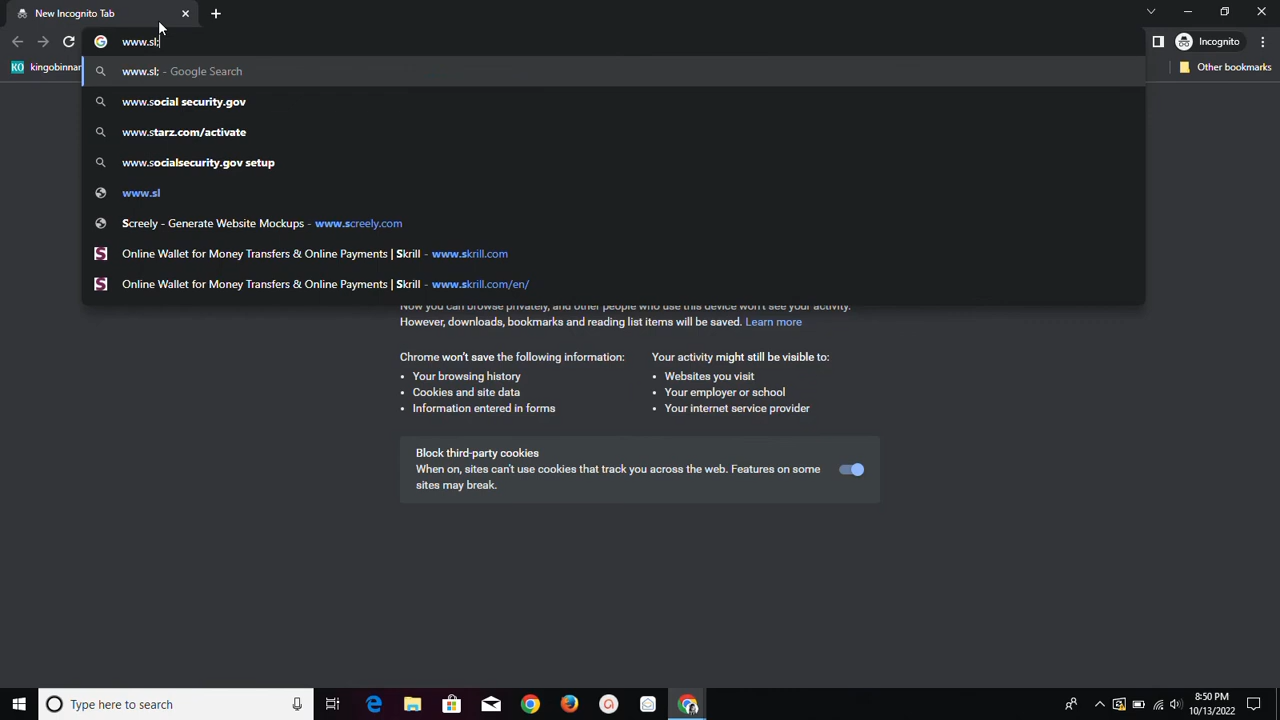 New Incognito Tab
www.sl;
Incognito
KO kingobinnar
Other bookmarks
www.sl; - Google Search
www.social security.gov
www.starz.com/activate
www.socialsecurity.gov setup
www.sl
Screely - Generate Website Mockups - www.screely.com
Online Wallet for Money Transfers & Online Payments | Skrill - www.skrill.com
Online Wallet for Money Transfers & Online Payments | Skrill - www.skrill.com/en/
Now you can browse privately, and other people who use this device won't see your activity.
However, downloads, bookmarks and reading list items will be saved. Learn more
Chrome won't save the following information:
• Your browsing history
• Cookies and site data
• Information entered in forms
Your activity might still be visible to:
• Websites you visit
• Your employer or school
• Your internet service provider
Block third-party cookies
When on, sites can't use cookies that track you across the web. Features on some
sites may break.
Type here to search
8:50 PM
10/13/2022